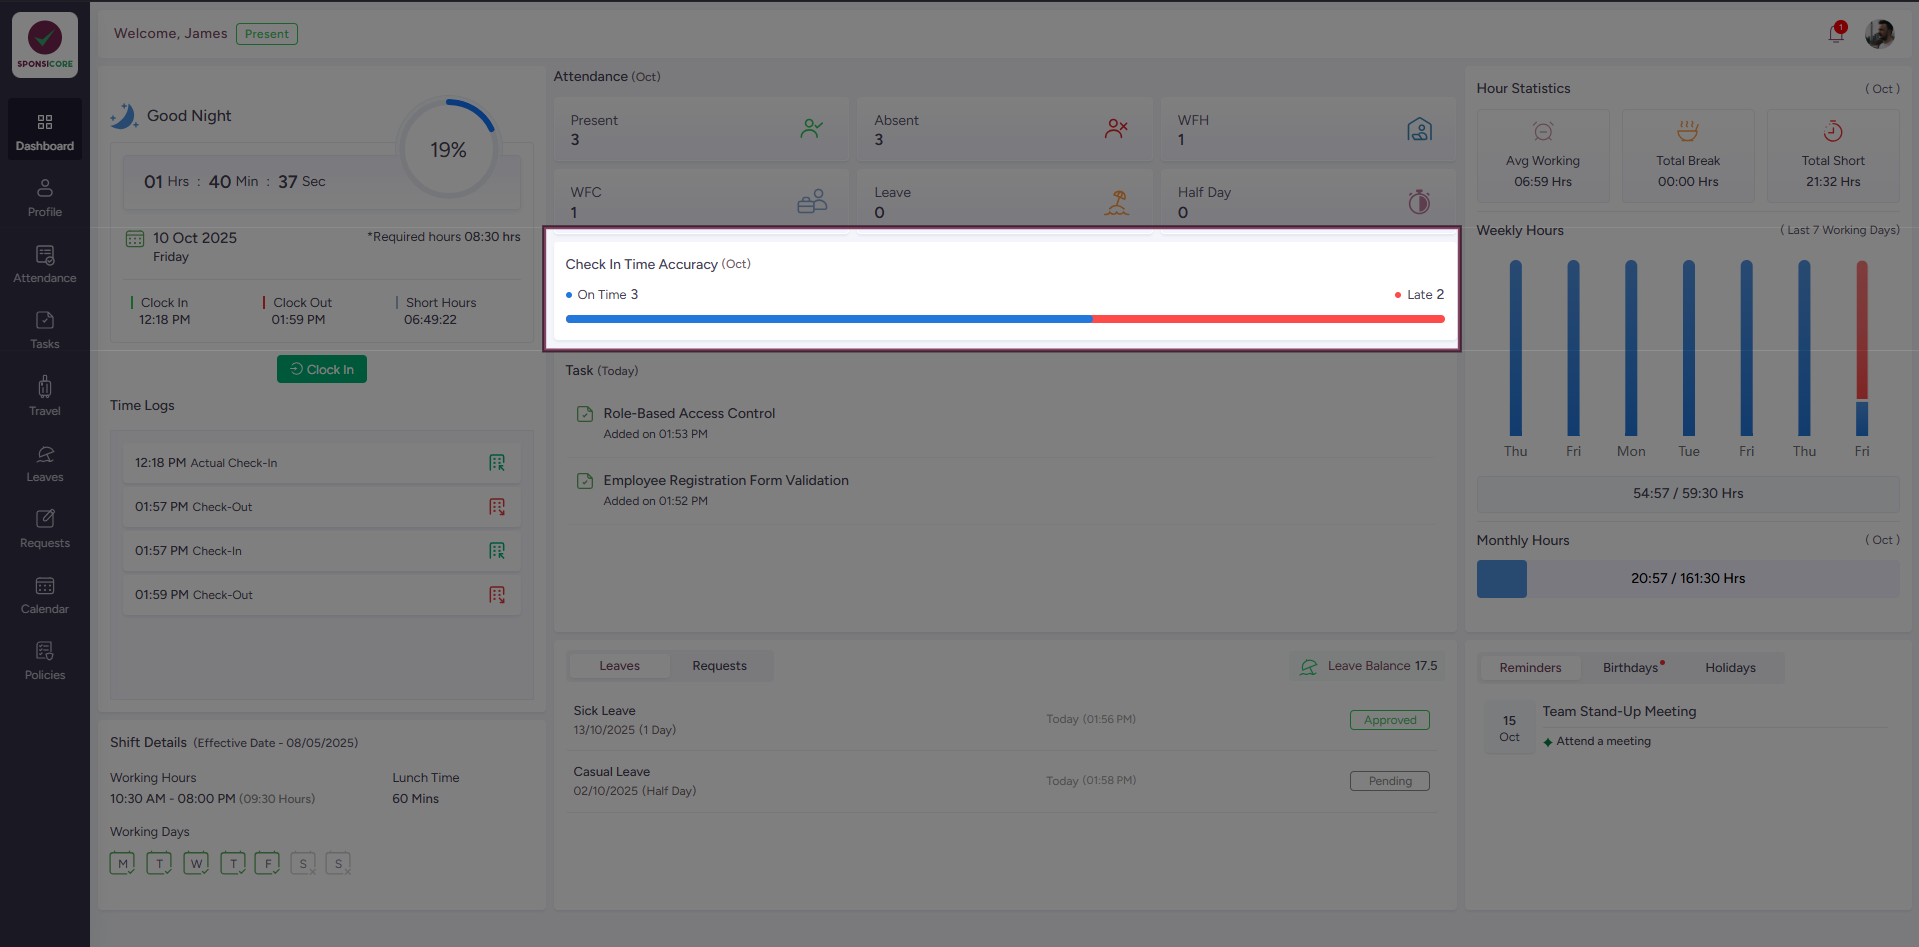 SPONSICORE
Dashboard
Profile
Attendance
Tasks
Travel
Leaves
Requests
Calendar
Policies
Welcome, James Present
1
Good Night
19%
01 Hrs : 40 Min : 37 Sec
10 Oct 2025 *Required hours 08:30 hrs
Friday
Clock In Clock Out Short Hours
12:18 PM 01:59 PM 06:49:22
Clock In
Time Logs
12:18 PM Actual Check-In
01:57 PM Check-Out
01:57 PM Check-In
01:59 PM Check-Out
Shift Details (Effective Date - 08/05/2025)
Working Hours Lunch Time
10:30 AM - 08:00 PM (09:30 Hours) 60 Mins
Working Days
M T W T F S S
Attendance (Oct)
Present Absent WFH
3 3 1
WFC Leave Half Day
1 0 0
Check In Time Accuracy (Oct)
On Time 3 Late 2
Task (Today)
Role-Based Access Control
Added on 01:53 PM
Employee Registration Form Validation
Added on 01:52 PM
Leaves Requests Leave Balance 17.5
Sick Leave Today (01:56 PM) Approved
13/10/2025 (1 Day)
Casual Leave Today (01:58 PM) Pending
02/10/2025 (Half Day)
Hour Statistics ( Oct )
Avg Working Total Break Total Short
06:59 Hrs 00:00 Hrs 21:32 Hrs
Weekly Hours ( Last 7 Working Days)
Thu Fri Mon Tue Fri Thu Fri
54:57 / 59:30 Hrs
Monthly Hours ( Oct )
20:57 / 161:30 Hrs
Reminders Birthdays Holidays
15 Team Stand-Up Meeting
Oct Attend a meeting